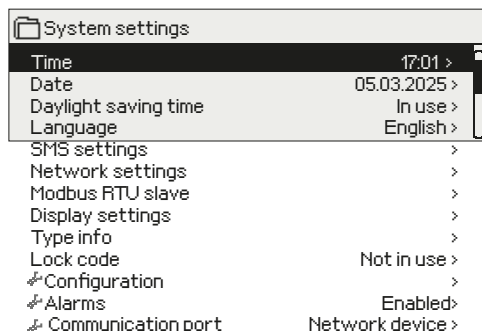 System settings
Time 17:01 >
Date 05.03.2025 >
Daylight saving time In use >
Language English >
SMS settings >
Network settings >
Modbus RTU slave >
Display settings >
Type info >
Lock code Not in use >
Configuration >
Alarms Enabled>
Communication port Network device >